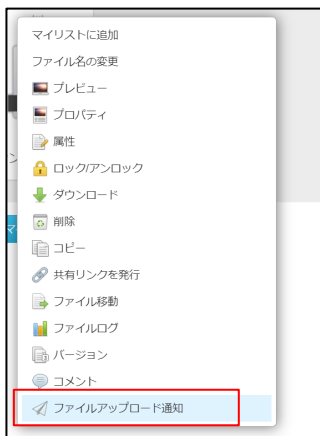 マイリストに追加
ファイル名の変更
プレビュー
プロパティ
属性
ロック/アンロック
ダウンロード
削除
コピー
共有リンクを発行
ファイル移動
ファイルログ
バージョン
コメント
ファイルアップロード通知